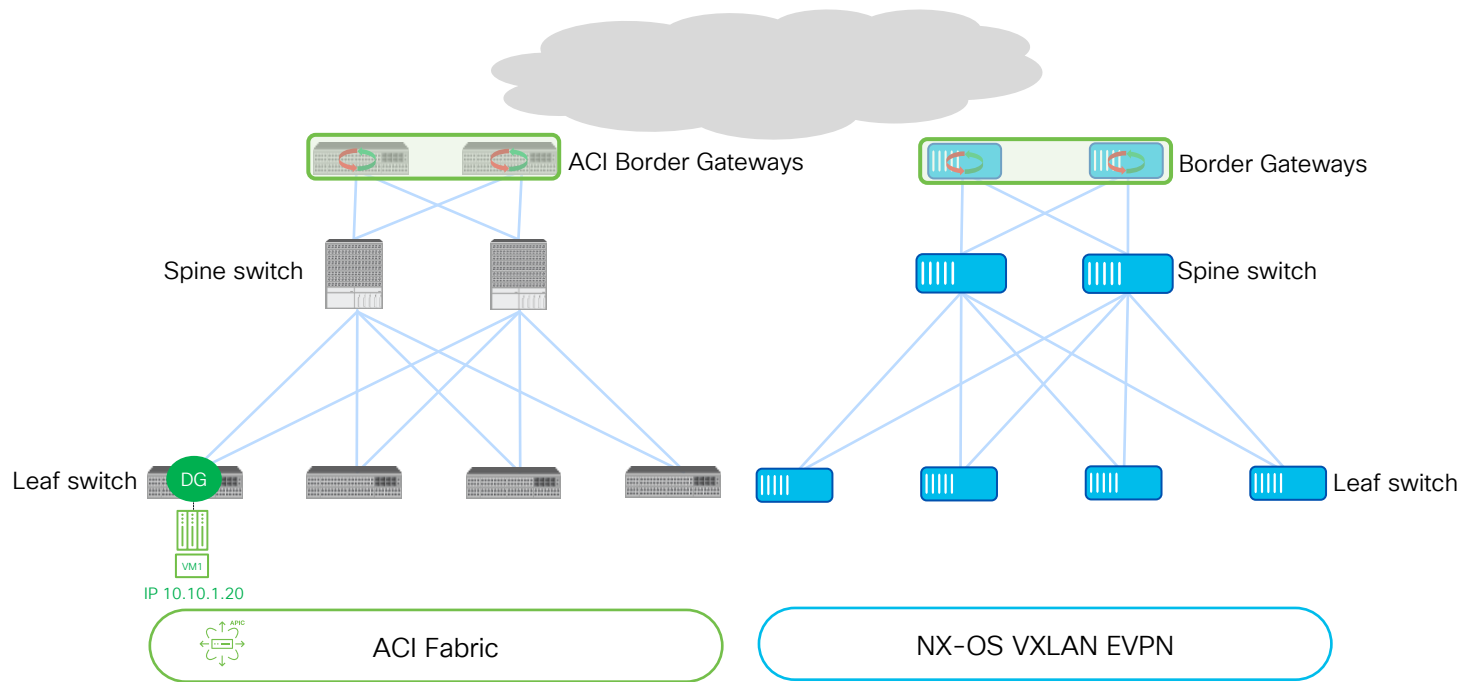 ACI Border Gateways
Border Gateways
Spine switch
Spine switch
Leaf switch
DG
Leaf switch
VM1
IP 10.10.1.20
APIC
ACI Fabric
NX-OS VXLAN EVPN